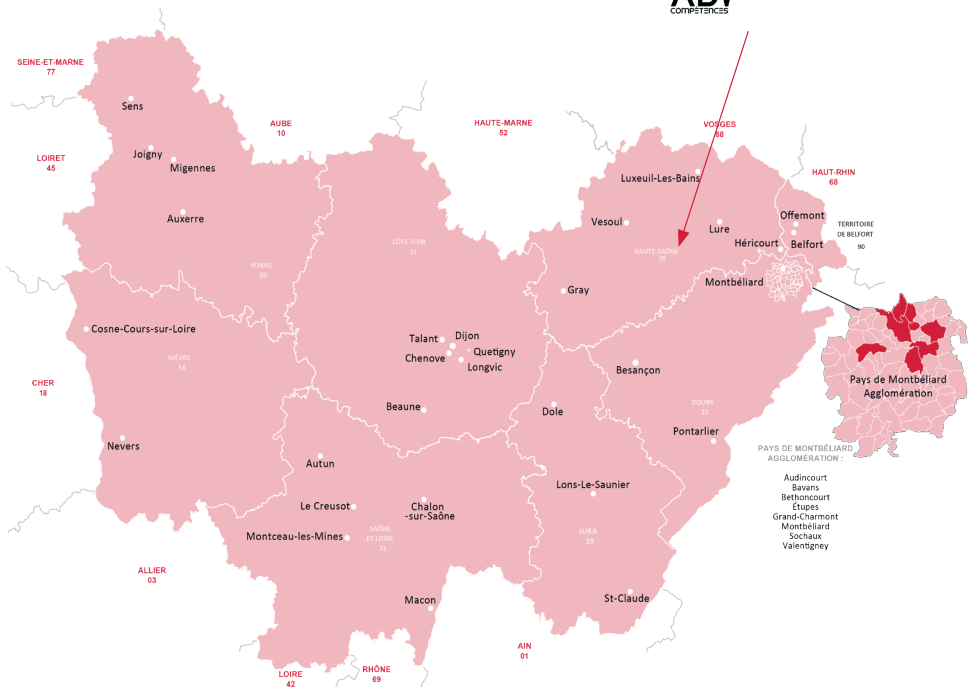 COMPÉTENCES
SEINE-ET-MARNE
77
Sens
AUBE
10
HAUTE-MARNE
52
VOSGES
88
LOIRET
45
Joigny
Migennes
Luxeuil-Les-Bains
HAUT-RHIN
68
Auxerre
Vesoul
Lure
Offemont
TERRITOIRE
DE BELFORT
90
Héricourt
Belfort
CÔTE-D'OR
21
HAUTE-SAÔNE
70
YONNE
89
Montbéliard
Gray
Cosne-Cours-sur-Loire
Talant
Dijon
Chenove
Quetigny
Longvic
NIÈVRE
58
Besançon
CHER
18
Pays de Montbéliard
Agglomération
Beaune
Dole
DOUBS
25
Pontarlier
Nevers
PAYS DE MONTBÉLIARD
AGGLOMÉRATION :
Audincourt
Bavans
Bethoncourt
Étupes
Grand-Charmont
Montbéliard
Sochaux
Valentigney
Autun
Lons-Le-Saunier
Le Creusot
Chalon
-sur-Saône
Montceau-les-Mines
SAÔNE
-ET-LOIRE
71
JURA
39
ALLIER
03
Macon
St-Claude
AIN
01
LOIRE
42
RHÔNE
69